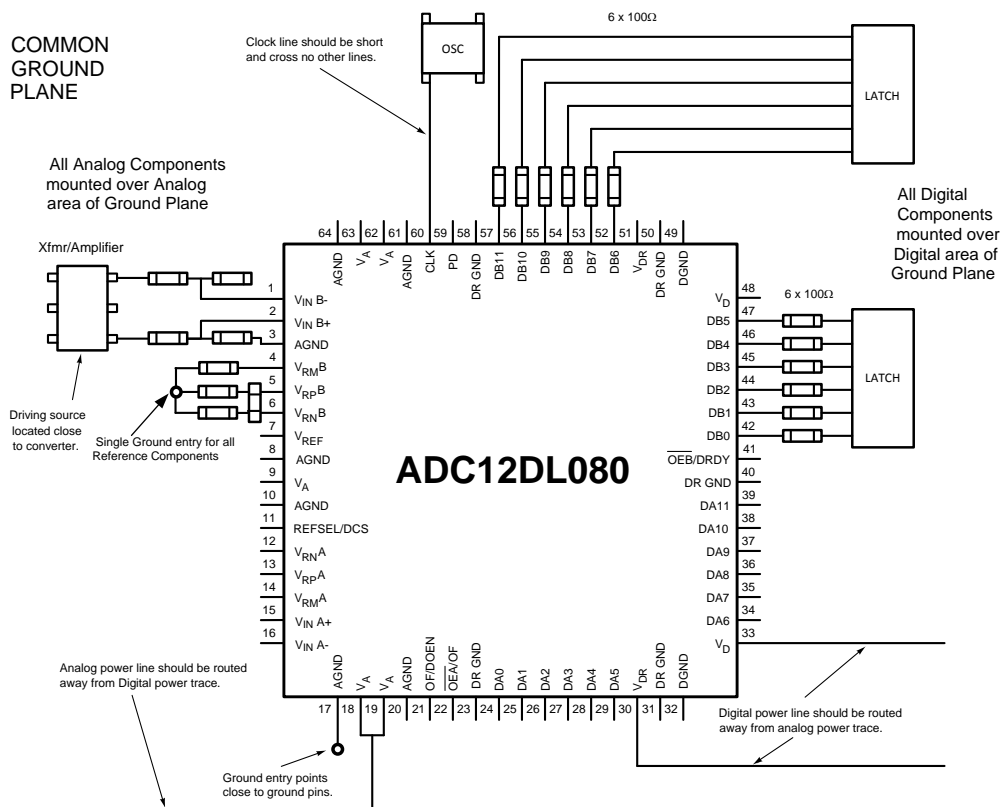 6 x 100Ω
COMMON
GROUND
PLANE
Clock line should be short
and cross no other lines.
OSC
LATCH
All Analog Components
mounted over Analog
area of Ground Plane
All Digital
Components
mounted over
Digital area of
Ground Plane
Xfmr/Amplifier
64 63 62 61 60 59 58 57 56 55 54 53 52 51 50 49
AGND VA VA AGND CLK PD DR GND DB11 DB10 DB9 DB8 DB7 DB6 VDR DR GND DGND
1 VIN B-
2 VIN B+
3 AGND
4 VRMB
5 VRPB
6 VRNB
7 VREF
8 AGND
9 VA
10 AGND
11 REFSEL/DCS
12 VRNA
13 VRPA
14 VRMA
15 VIN A+
16 VIN A-
Driving source
located close
to converter.
Single Ground entry for all
Reference Components
ADC12DL080
6 x 100Ω
VD 48
DB5 47
DB4 46
DB3 45
DB2 44
DB1 43
DB0 42
OEB/DRDY 41
DR GND 40
DA11 39
DA10 38
DA9 37
DA8 36
DA7 35
DA6 34
VD 33
LATCH
AGND VA VA AGND OF/DOEN OEA/OF DR GND DA0 DA1 DA2 DA3 DA4 DA5 VDR DR GND DGND
17 18 19 20 21 22 23 24 25 26 27 28 29 30 31 32
Analog power line should be routed
away from Digital power trace.
Ground entry points
close to ground pins.
Digital power line should be routed
away from analog power trace.